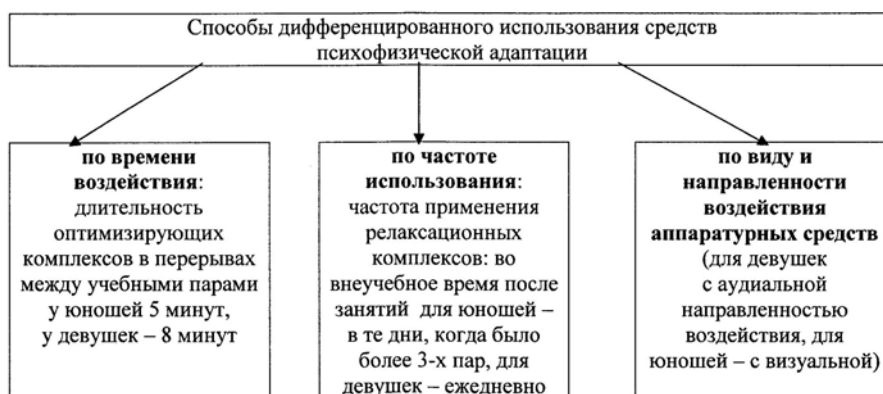 Способы дифференцированного использования средств
психофизической адаптации
по времени
воздействия:
длительность
оптимизирующих
комплексов в перерывах
между учебными парами
у юношей 5 минут,
у девушек – 8 минут
по частоте
использования:
частота применения
релаксационных
комплексов: во
внеучебное время после
занятий для юношей –
в те дни, когда было
более 3-х пар, для
девушек – ежедневно
по виду и
направленности
воздействия
аппаратурных средств
(для девушек
с аудиальной
направленностью
воздействия, для
юношей – с визуальной)